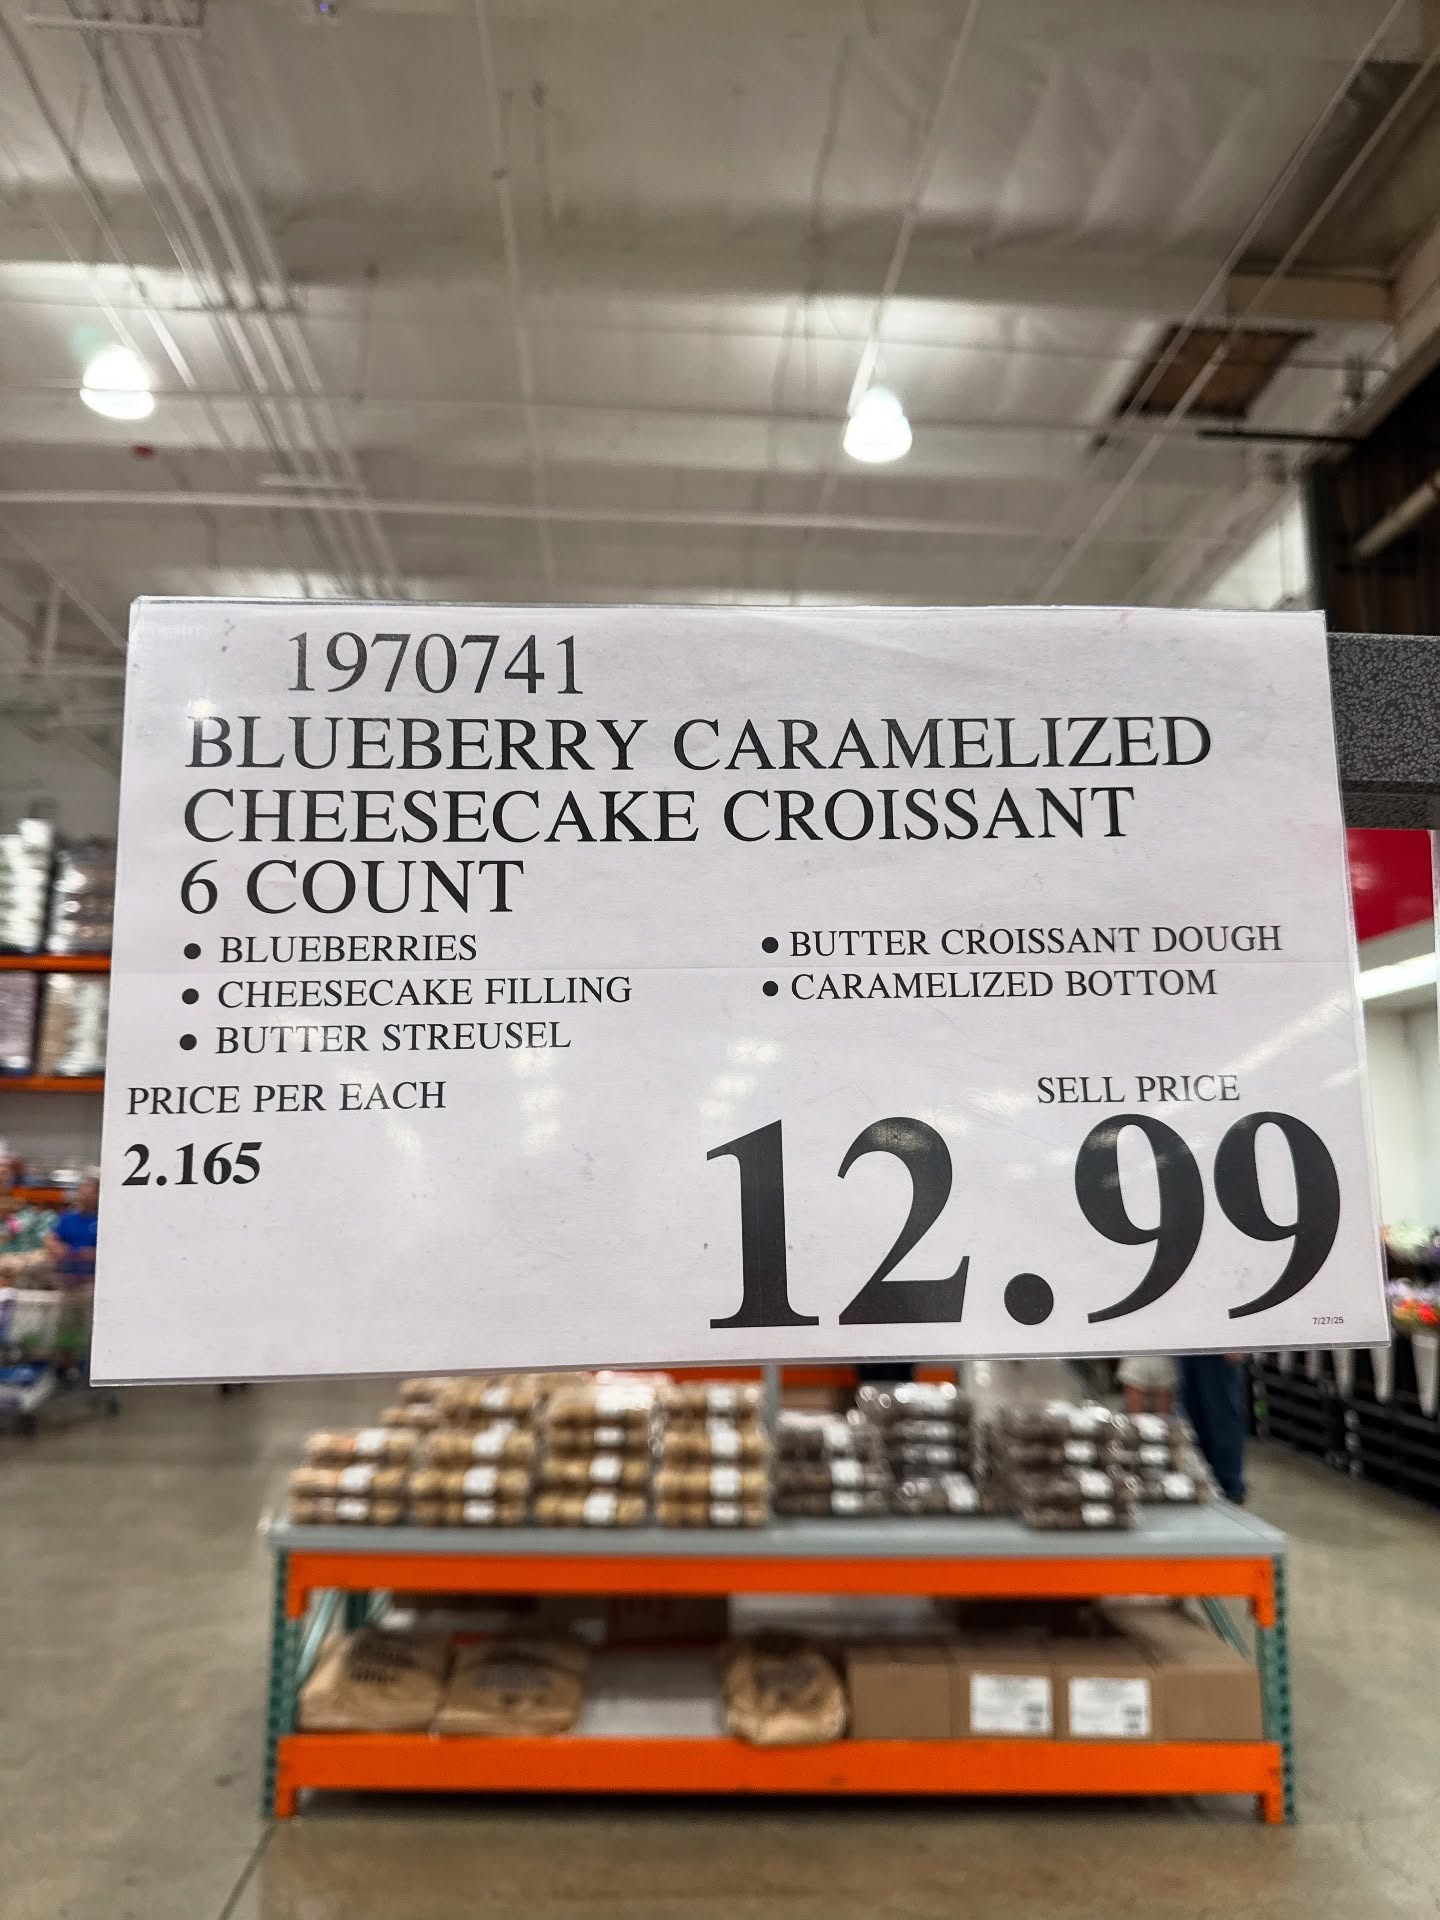 1970741
BLUEBERRY CARAMELIZED
CHEESECAKE CROISSANT
6 COUNT
• BLUEBERRIES
• CHEESECAKE FILLING
• BUTTER STREUSEL
• BUTTER CROISSANT DOUGH
• CARAMELIZED BOTTOM
PRICE PER EACH
2.165
SELL PRICE
12.99
7/27/25